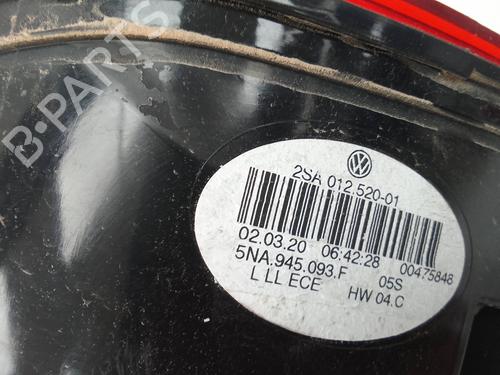 B-PARTS
2SA 012.520-01
02.03.20 06:42:28 00475848
5NA.945.093.F 05S
L LL ECE HW 04.C